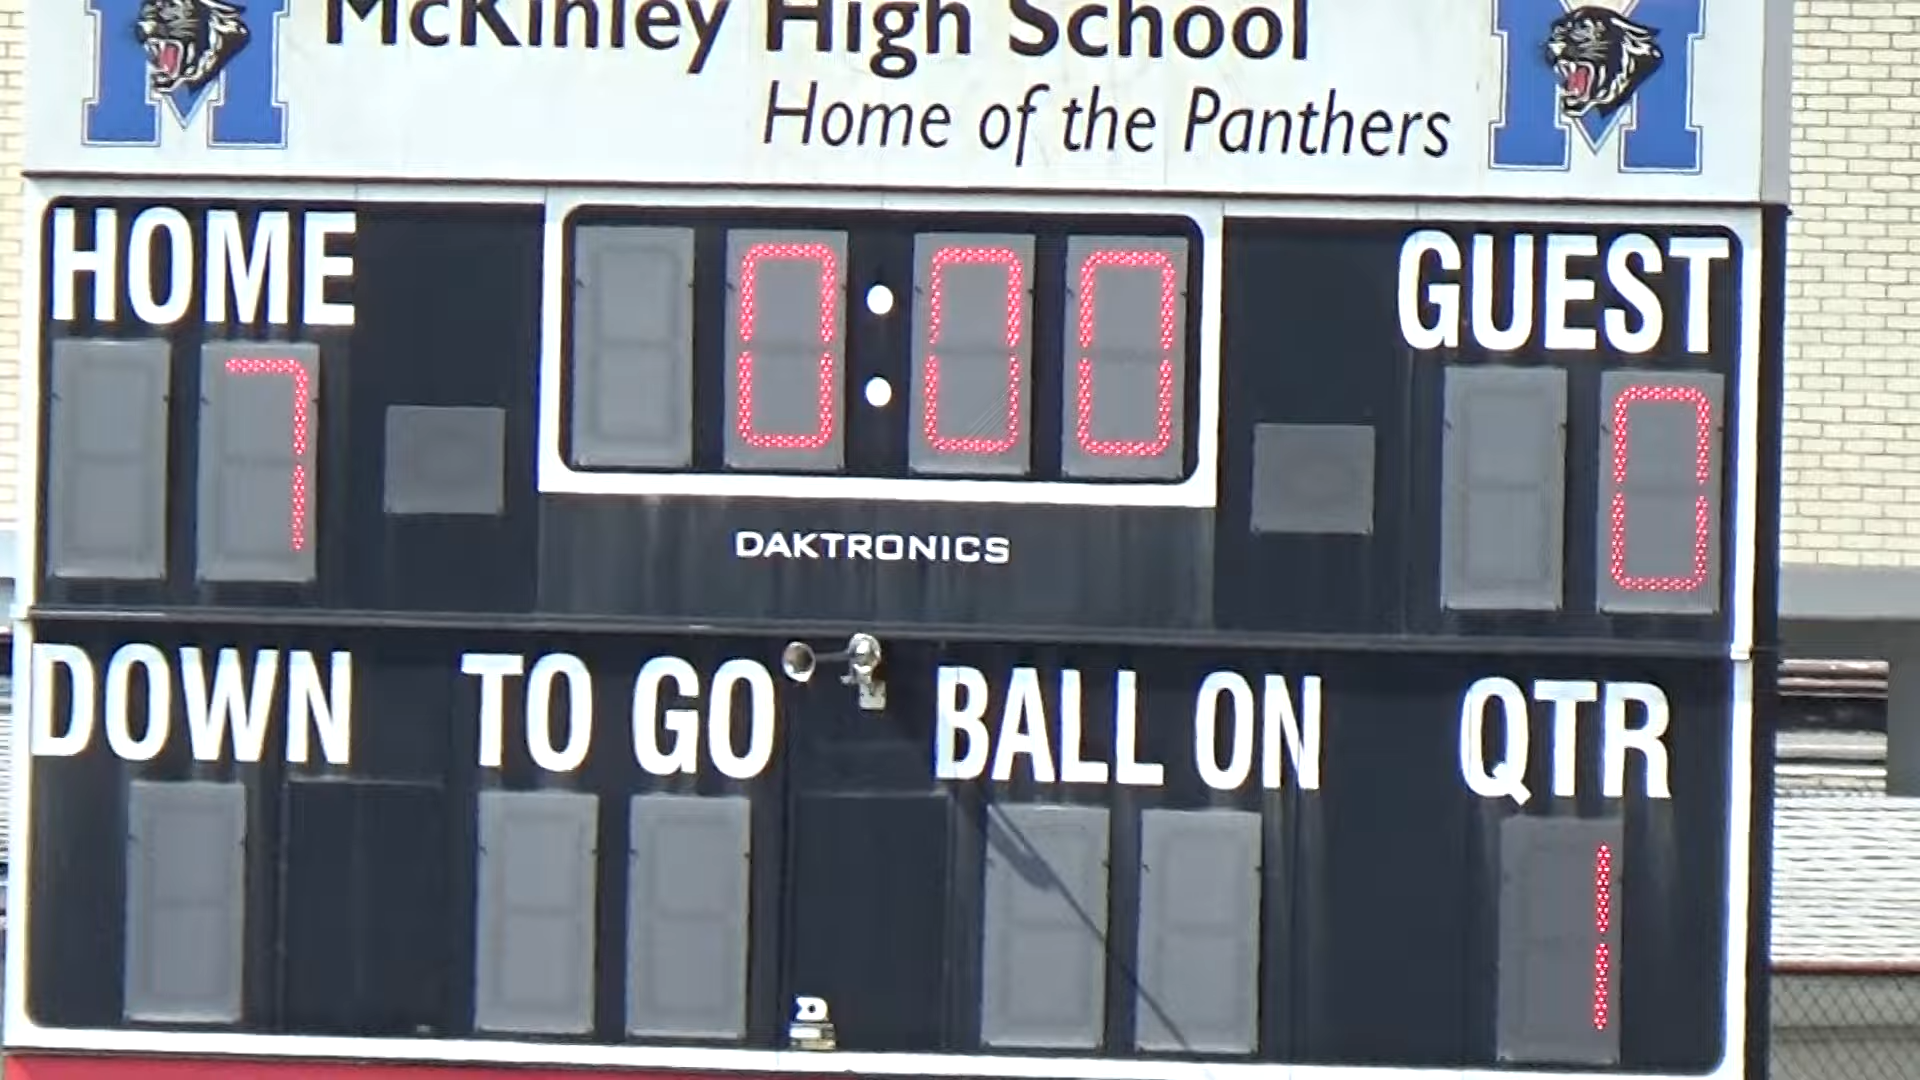 McKinley High School
Home of the Panthers
HOME 0:00 GUEST
7 0
DAKTRONICS
DOWN TO GO BALL ON QTR
1